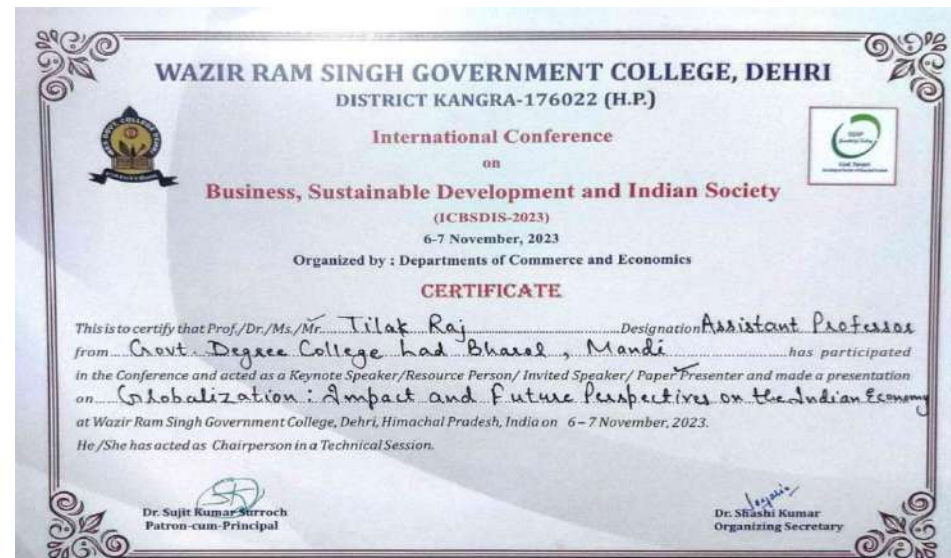 WAZIR RAM SINGH GOVERNMENT COLLEGE, DEHRI
DISTRICT KANGRA-176022 (H.P.)
International Conference
on
Business, Sustainable Development and Indian Society
(ICBSDIS-2023)
6-7 November, 2023
Organized by : Departments of Commerce and Economics
CERTIFICATE
This is to certify that Prof./Dr./Ms./Mr. Tilak Raj Designation Assistant Professor
from Govt. Degree College Lad Bharol, Mandi has participated
in the Conference and acted as a Keynote Speaker/Resource Person/ Invited Speaker/ Paper Presenter and made a presentation
on Globalization: Impact and Future Perspectives on the Indian Economy
at Wazir Ram Singh Government College, Dehri, Himachal Pradesh, India on 6–7 November, 2023.
He /She has acted as Chairperson in a Technical Session.
Dr. Sujit Kumar Surroch
Patron-cum-Principal
Dr. Shashi Kumar
Organizing Secretary